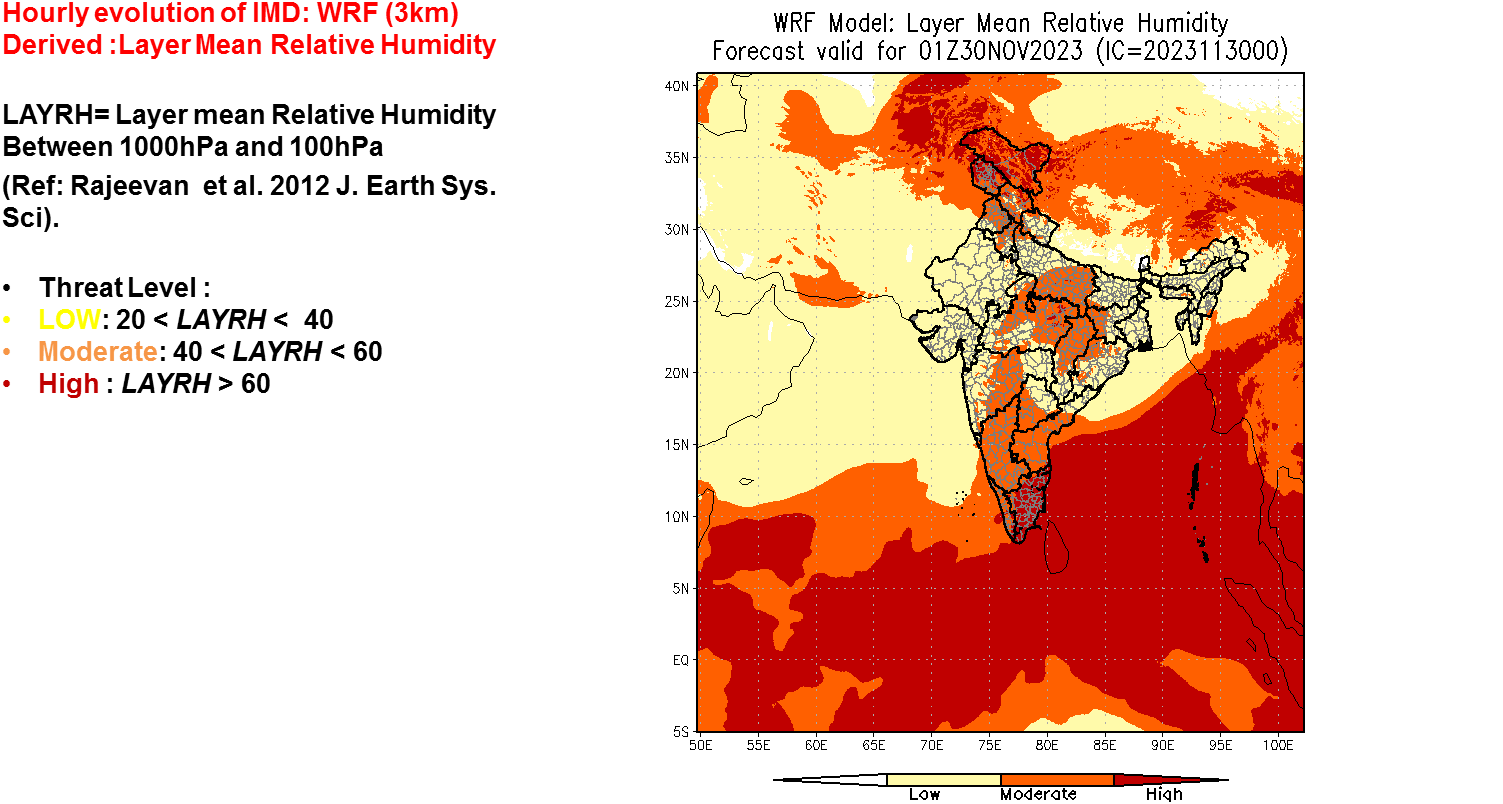 Hourly evolution of IMD: WRF (3km)
Derived :Layer Mean Relative Humidity
LAYRH= Layer mean Relative Humidity
Between 1000hPa and 100hPa
(Ref: Rajeevan et al. 2012 J. Earth Sys.
Sci).
• Threat Level :
• LOW: 20 < LAYRH < 40
• Moderate: 40 < LAYRH < 60
• High : LAYRH > 60
WRF Model: Layer Mean Relative Humidity
Forecast valid for 01Z30NOV2023 (IC=2023113000)
40N
35N
30N
25N
20N
15N
10N
5N
EQ
5S
50E 55E 60E 65E 70E 75E 80E 85E 90E 95E 100E
Low Moderate High